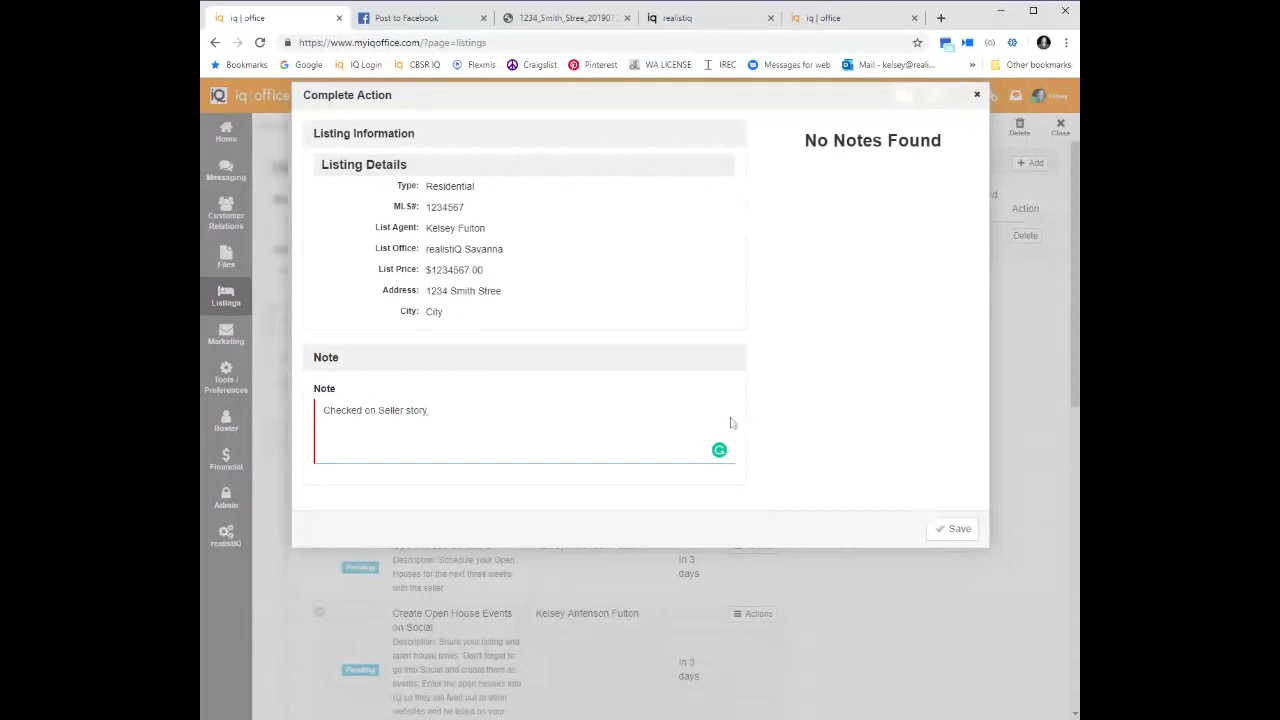 iq | office
Post to Facebook
1234_Smith_Stree_201907
realistiq
iq | office
https://www.myiqoffice.com/?page=listings
Bookmarks
Google
IQ Login
CBSR IQ
Flexmls
Craigslist
Pinterest
WA LICENSE
IREC
Messages for web
Mail - kelsey@reali...
»
Other bookmarks
iq | office
Complete Action
kelsey
Home
Messaging
Customer
Relations
Files
Listings
Marketing
Tools /
Preferences
Roster
Financial
Admin
realistiQ
Listing Information
Listing Details
Type: Residential
MLS#: 1234567
List Agent: Kelsey Fulton
List Office: realistiQ Savanna
List Price: $1234567.00
Address: 1234 Smith Stree
City: City
Note
Note
Checked on Seller story,
No Notes Found
Save
Delete
Close
+ Add
Action
Delete
Pending
Description: Schedule your Open
Houses for the next three weeks
with the seller
In 3
days
Create Open House Events
on Social
Kelsey Anfenson Fulton
Actions
Pending
Description: Share your listing and
open house times. Don't forget to
go into Social and create them as
events. Enter the open houses into
IQ so they will feed out to other
websites and be listed on your
In 3
days